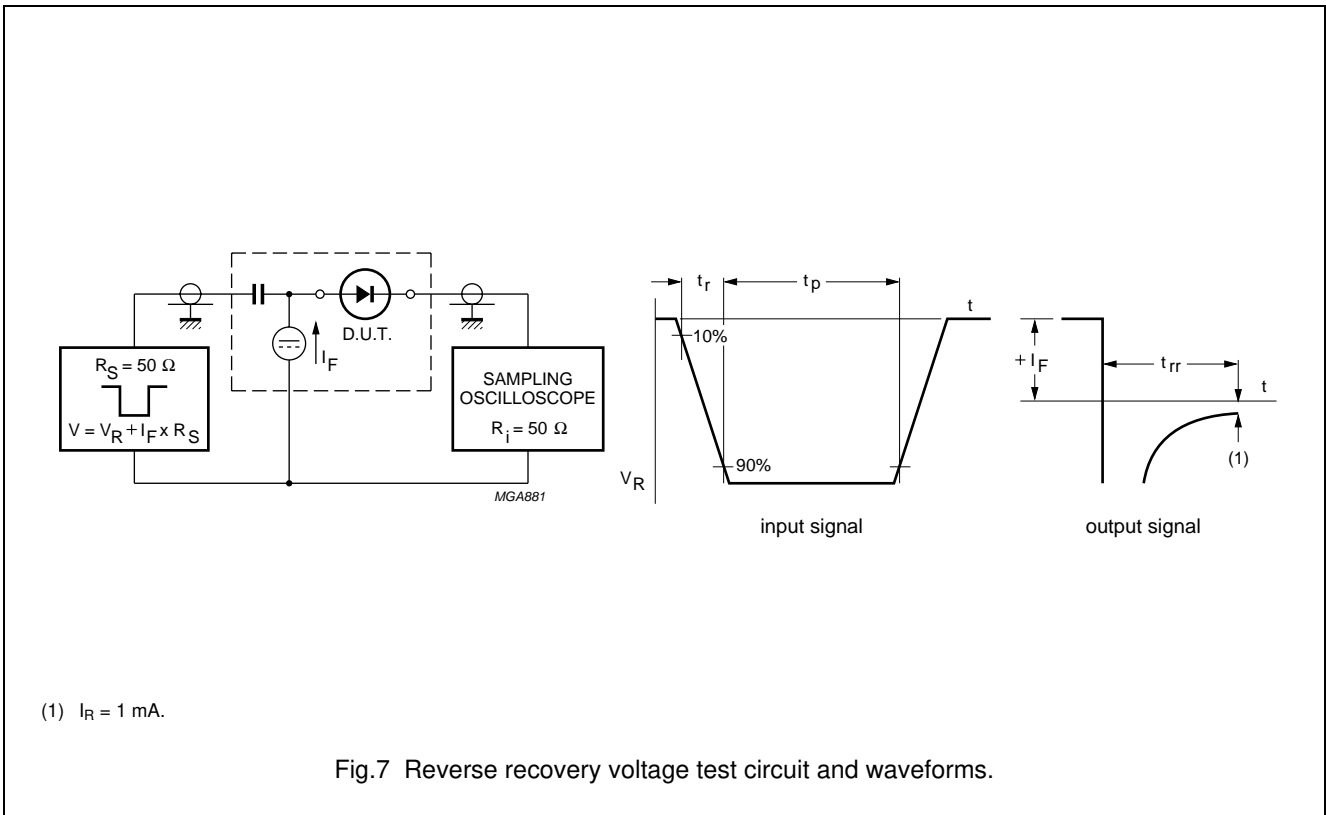 R_S = 50 Ω
V = V_R + I_F x R_S
I_F
D.U.T.
SAMPLING
OSCILLOSCOPE
R_i = 50 Ω
MGA881
t_r
t_p
t
10%
90%
V_R
input signal
+ I_F
t_rr
t
(1)
output signal
(1) I_R = 1 mA.
Fig.7 Reverse recovery voltage test circuit and waveforms.